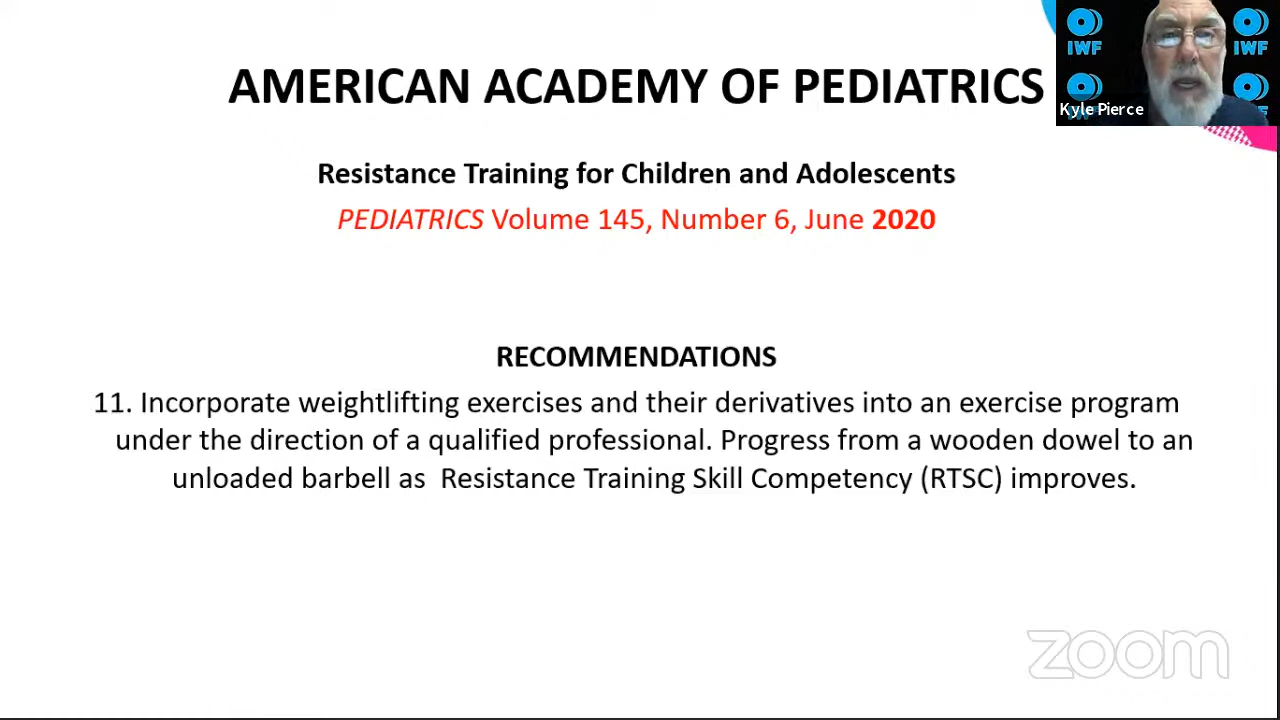 AMERICAN ACADEMY OF PEDIATRICS
IWF
IWF
Kyle Pierce
Resistance Training for Children and Adolescents
PEDIATRICS Volume 145, Number 6, June 2020
RECOMMENDATIONS
11. Incorporate weightlifting exercises and their derivatives into an exercise program
under the direction of a qualified professional. Progress from a wooden dowel to an
unloaded barbell as  Resistance Training Skill Competency (RTSC) improves.
zoom